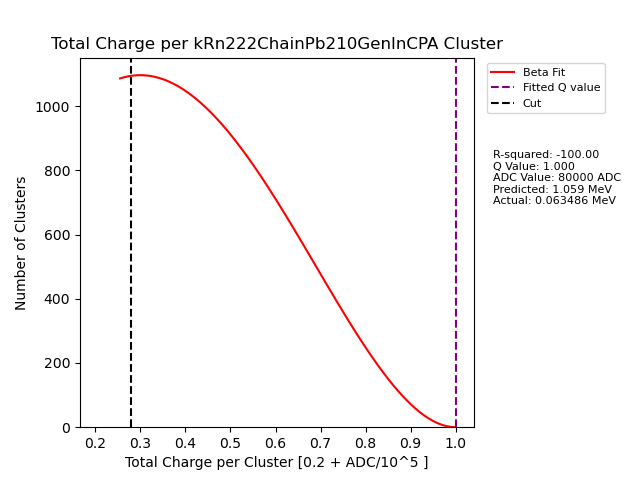 Total Charge per kRn222ChainPb210GenInCPA Cluster
Number of Clusters
1000
800
600
400
200
0
0.2 0.3 0.4 0.5 0.6 0.7 0.8 0.9 1.0
Total Charge per Cluster [0.2 + ADC/10^5 ]
Beta Fit
Fitted Q value
Cut
R-squared: -100.00
Q Value: 1.000
ADC Value: 80000 ADC
Predicted: 1.059 MeV
Actual: 0.063486 MeV